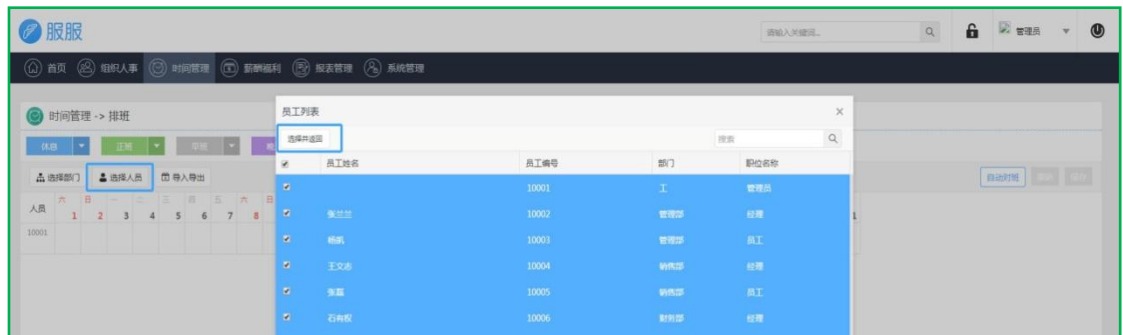 服服
请输入关键词...
管理员
首页 组织人事 时间管理 薪酬福利 报表管理 系统管理
时间管理 -> 排班
休息 正班 早班
选择部门 选择人员 导入导出
自动对班 刷新 保存
人员 六 日 一 二 三 四 五 六 日
1 2 3 4 5 6 7 8
10001
员工列表 ×
选择并返回 搜索
员工姓名 员工编号 部门 职位名称
10001 工 管理员
张兰兰 10002 管理部 经理
杨凯 10003 管理部 员工
王文志 10004 销售部 经理
张磊 10005 销售部 员工
石有权 10006 财务部 经理